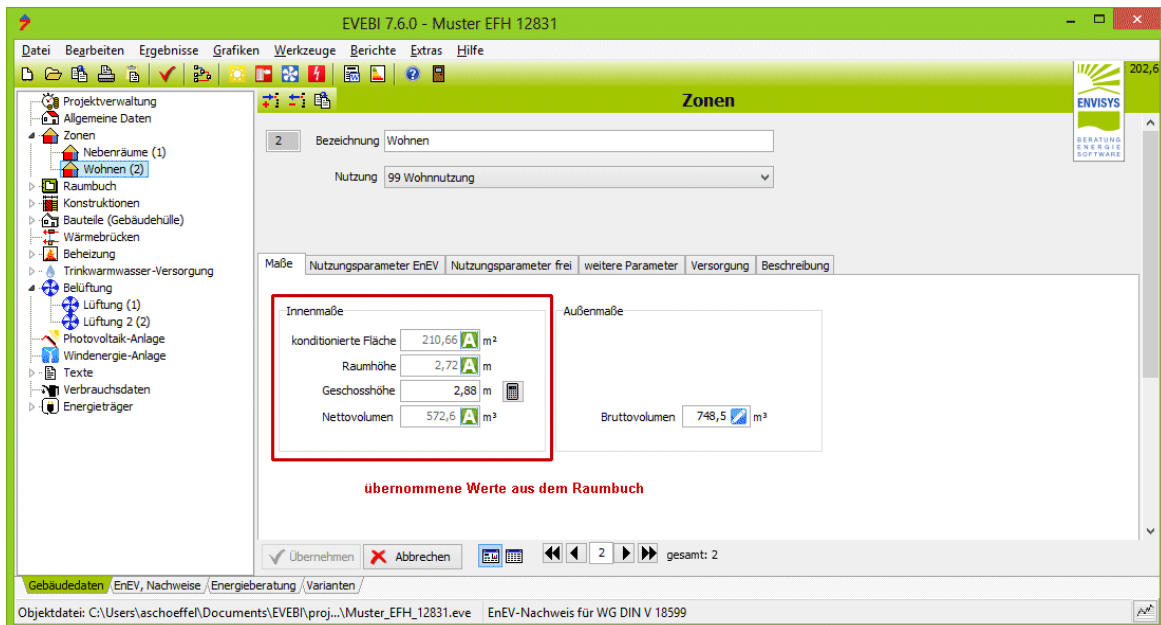 EVEBI 7.6.0 - Muster EFH 12831
Datei Bearbeiten Ergebnisse Grafiken Werkzeuge Berichte Extras Hilfe
202,6
Projektverwaltung
Allgemeine Daten
Zonen
Nebenräume (1)
Wohnen (2)
Raumbuch
Konstruktionen
Bauteile (Gebäudehülle)
Wärmebrücken
Beheizung
Trinkwarmwasser-Versorgung
Belüftung
Lüftung (1)
Lüftung 2 (2)
Photovoltaik-Anlage
Windenergie-Anlage
Texte
Verbrauchsdaten
Energieträger
Zonen
ENVISYS
BERATUNG
ENERGIE
SOFTWARE
2 Bezeichnung Wohnen
Nutzung 99 Wohnnutzung
Maße Nutzungsparameter EnEV Nutzungsparameter frei weitere Parameter Versorgung Beschreibung
Innenmaße
konditionierte Fläche 210,66 A m²
Raumhöhe 2,72 A m
Geschosshöhe 2,88 m
Nettovolumen 572,6 A m³
Außenmaße
Bruttovolumen 748,5 m³
übernommene Werte aus dem Raumbuch
Übernehmen Abbrechen 2 gesamt: 2
Gebäudedaten EnEV, Nachweise Energieberatung Varianten
Objektdatei: C:\Users\aschoeffel\Documents\EVEBI\proj...\Muster_EFH_12831.eve EnEV-Nachweis für WG DIN V 18599